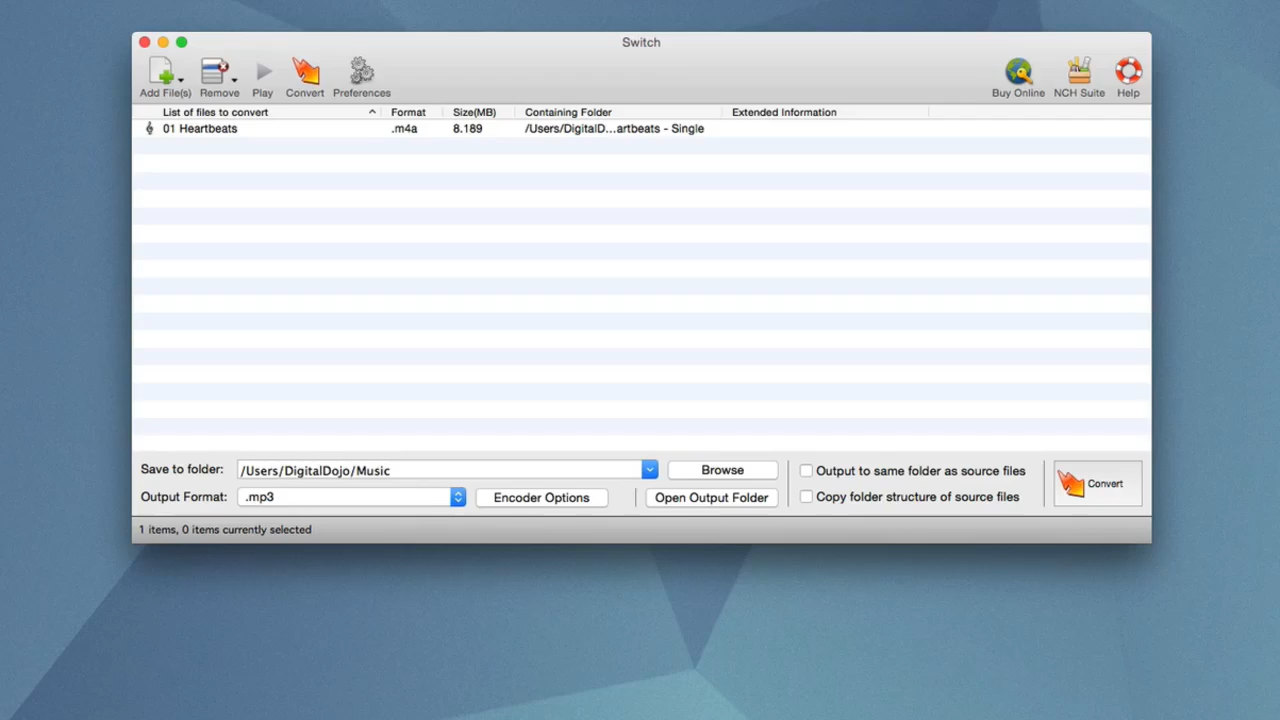 Switch
Add File(s) Remove Play Convert Preferences Buy Online NCH Suite Help
List of files to convert Format Size(MB) Containing Folder Extended Information
01 Heartbeats .m4a 8.189 /Users/DigitalD...artbeats - Single
Save to folder: /Users/DigitalDojo/Music Browse Output to same folder as source files
Convert
Output Format: .mp3 Encoder Options Open Output Folder Copy folder structure of source files
1 items, 0 items currently selected